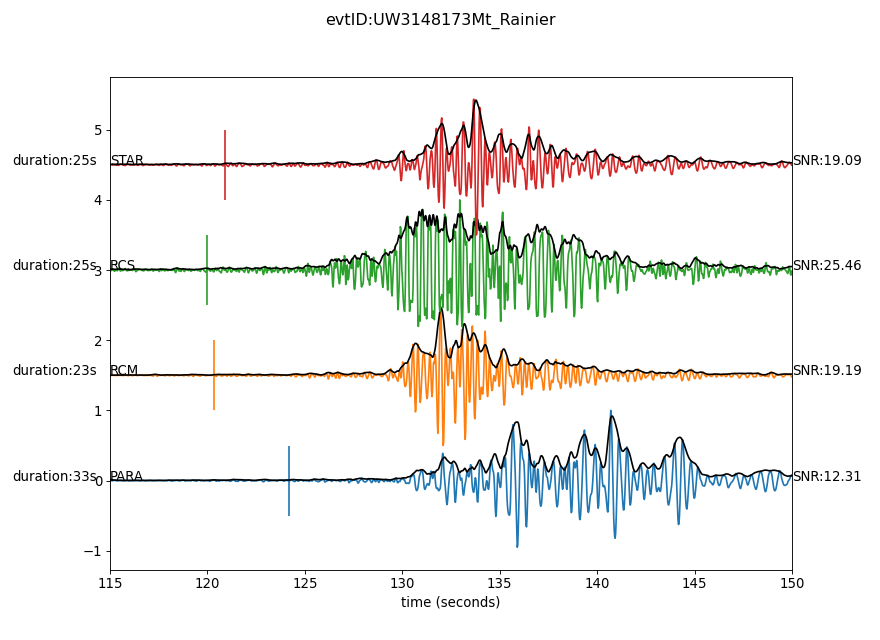 evtID:UW3148173Mt_Rainier
5
duration:25s STAR SNR:19.09
4
duration:25s RCS SNR:25.46
3
2
duration:23s RCM SNR:19.19
1
duration:33s PARA SNR:12.31
0
−1
115 120 125 130 135 140 145 150
time (seconds)